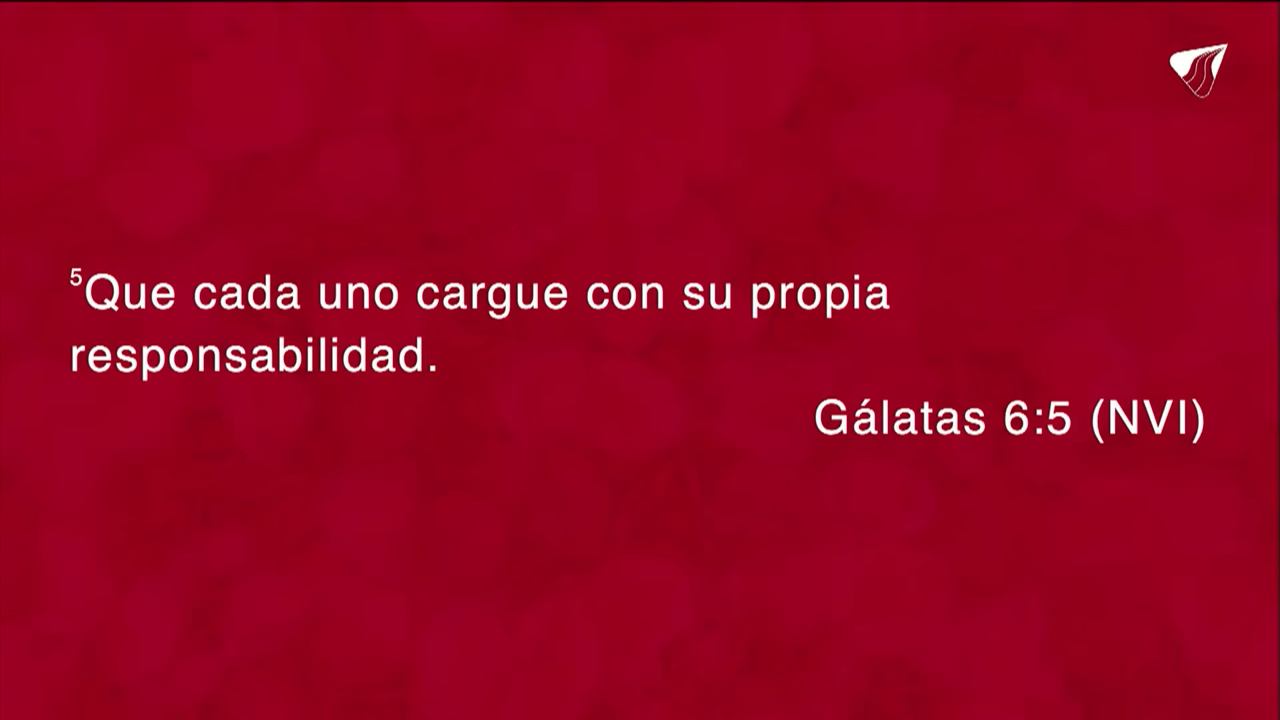 ⁵Que cada uno cargue con su propia
responsabilidad.
Gálatas 6:5 (NVI)